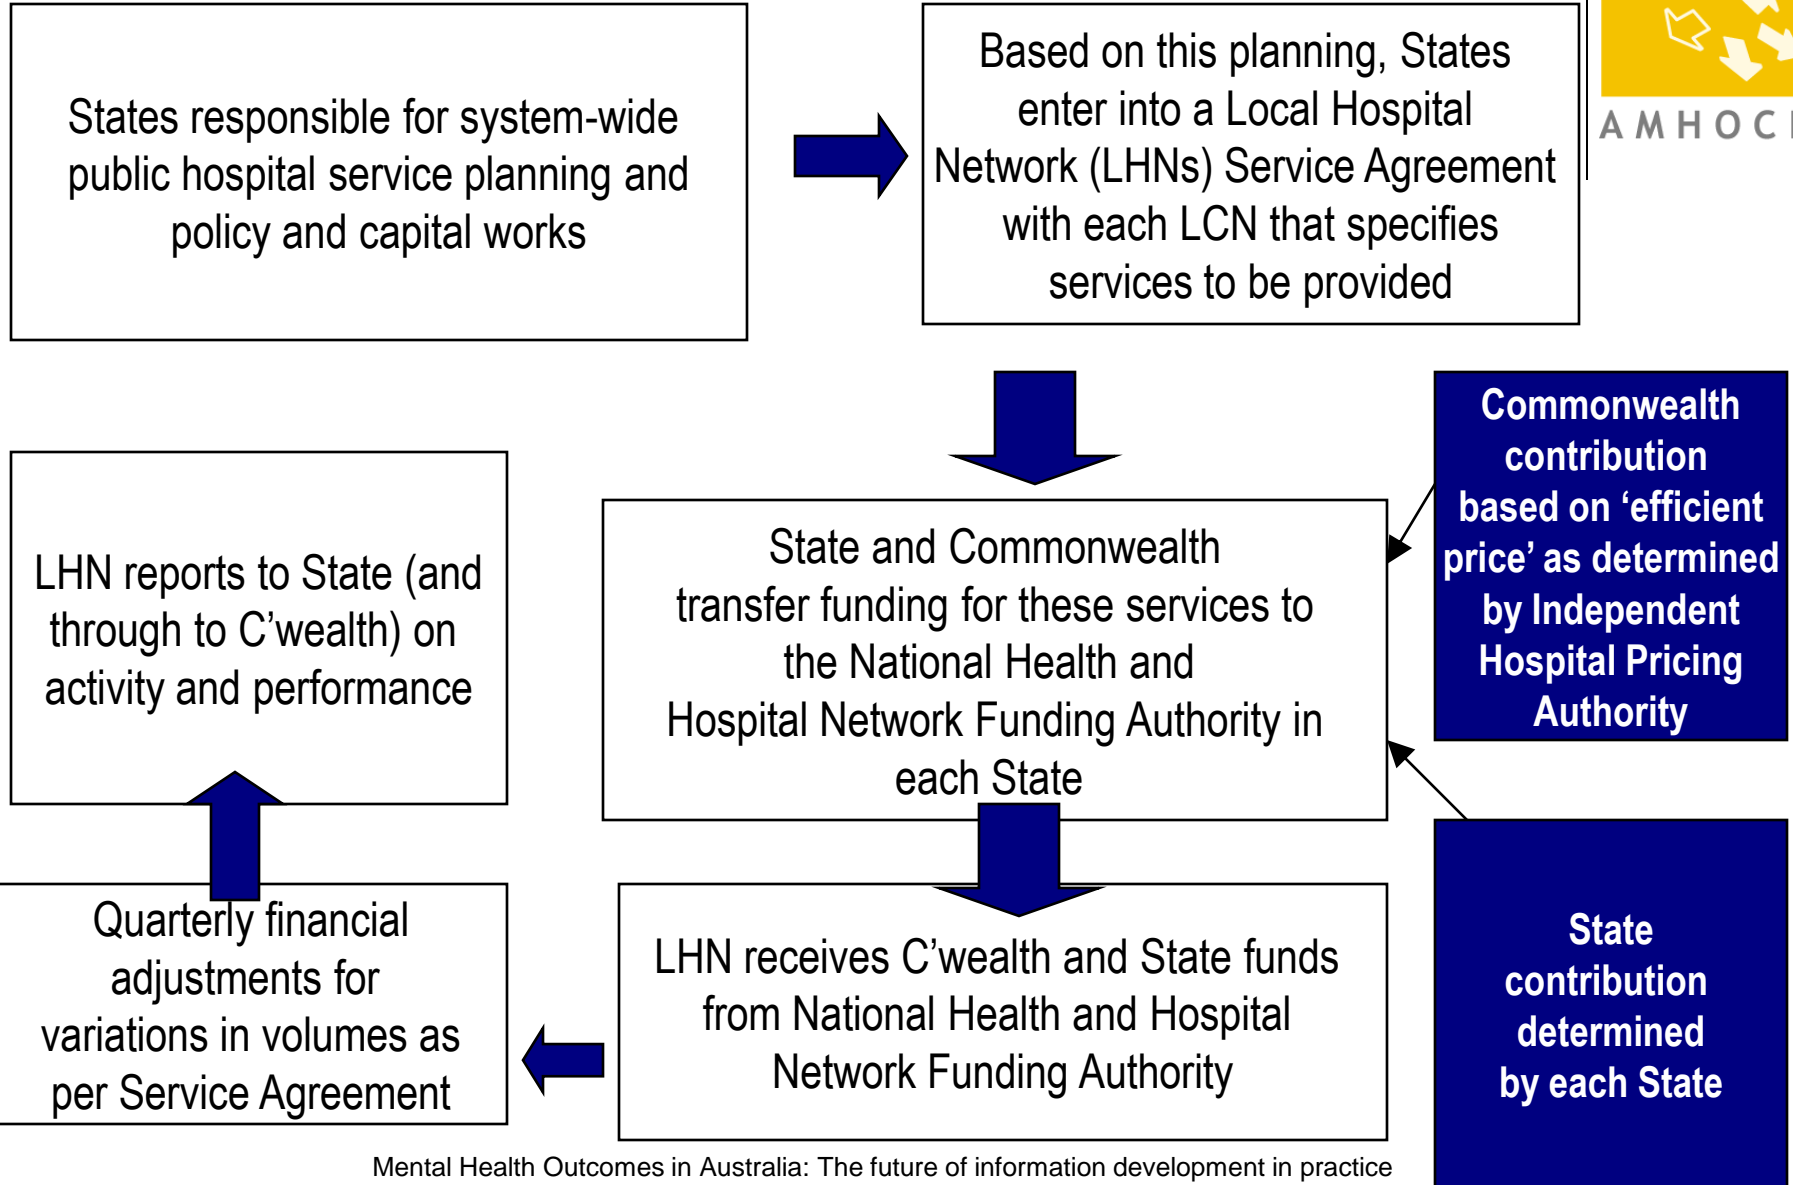 States responsible for system-wide
public hospital service planning and
policy and capital works
Based on this planning, States
enter into a Local Hospital
Network (LHNs) Service Agreement
with each LCN that specifies
services to be provided
AMHOC
Commonwealth
contribution
based on ‘efficient
price’ as determined
by Independent
Hospital Pricing
Authority
State and Commonwealth
transfer funding for these services to
the National Health and
Hospital Network Funding Authority in
each State
LHN reports to State (and
through to C’wealth) on
activity and performance
State
contribution
determined
by each State
LHN receives C’wealth and State funds
from National Health and Hospital
Network Funding Authority
Quarterly financial
adjustments for
variations in volumes as
per Service Agreement
Mental Health Outcomes in Australia: The future of information development in practice